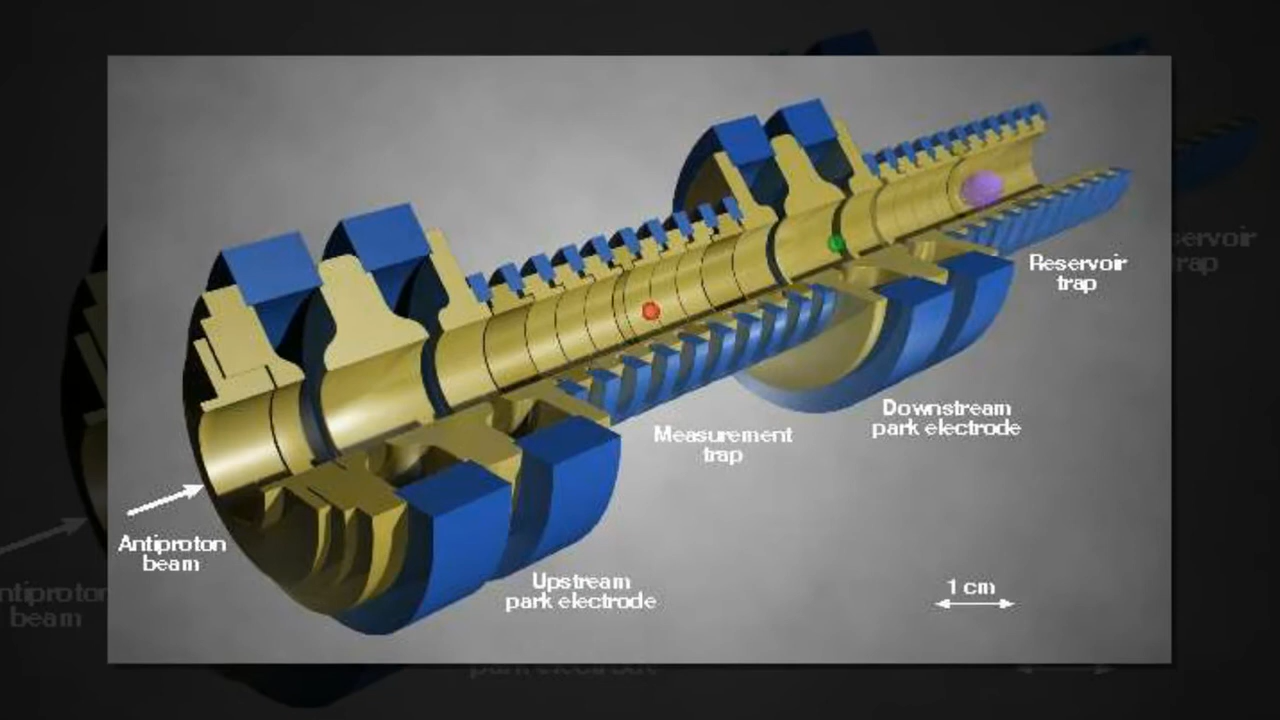 Reservoir
trap
Downstream
park electrode
Measurement
trap
Antiproton
beam
Upstream
park electrode
1 cm